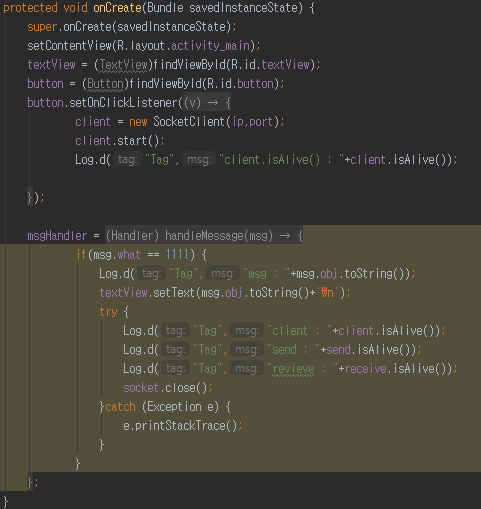 protected void onCreate(Bundle savedInstanceState) {
super.onCreate(savedInstanceState);
setContentView(R.layout.activity_main);
textView = (TextView)findViewById(R.id.textView);
button = (Button)findViewById(R.id.button);
button.setOnClickListener((v) → {
client = new SocketClient(ip,port);
client.start();
Log.d( tag: "Tag", msg: "client.isAlive() : "+client.isAlive());
});
msgHandler = (Handler) handleMessage(msg) → {
if(msg.what == 1111) {
Log.d( tag: "Tag", msg: "msg : "+msg.obj.toString());
textView.setText(msg.obj.toString()+'₩n');
try {
Log.d( tag: "Tag", msg: "client : "+client.isAlive());
Log.d( tag: "Tag", msg: "send : "+send.isAlive());
Log.d( tag: "Tag", msg: "revieve : "+receive.isAlive());
socket.close();
}catch (Exception e) {
e.printStackTrace();
}
}
};
}